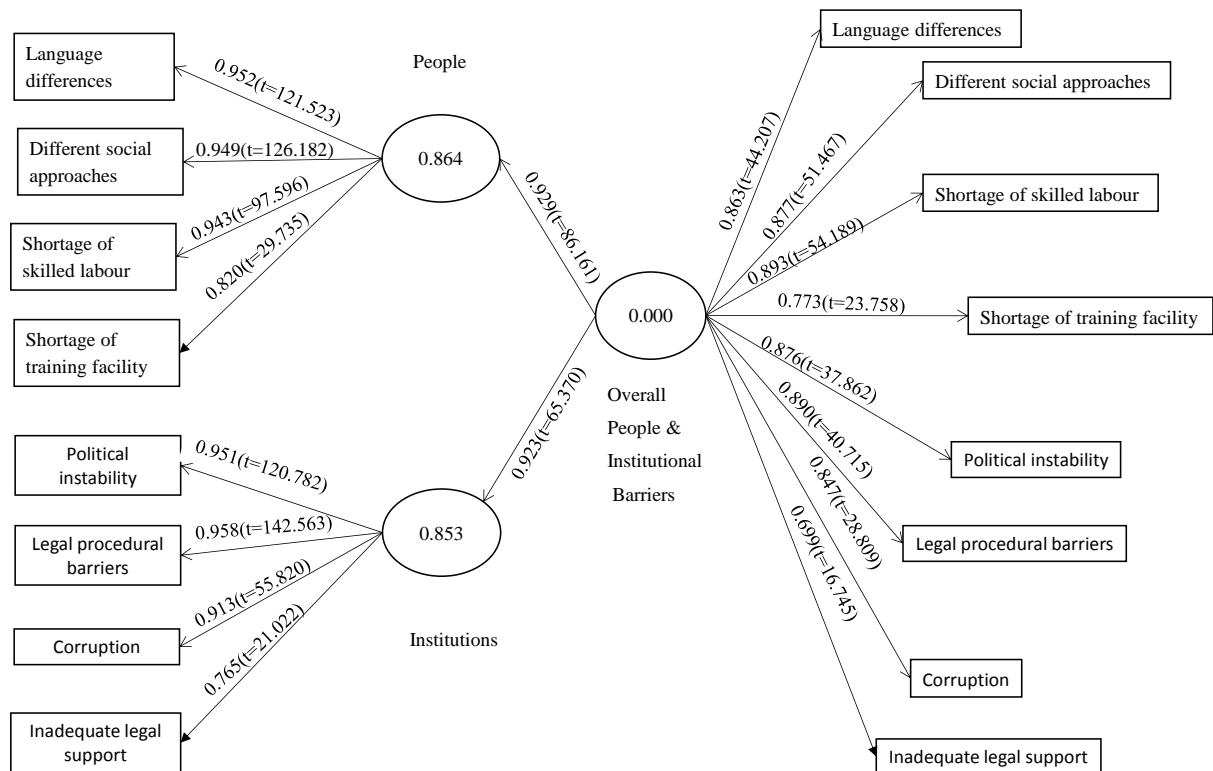 Language
differences
0.952(t=121.523)
People
Different social
approaches
0.949(t=126.182)
0.864
Shortage of
skilled labour
0.943(t=97.596)
Shortage of
training facility
0.820(t=29.735)
0.929(t=86.161)
Political
instability
0.951(t=120.782)
Legal procedural
barriers
0.958(t=142.563)
0.853
Corruption
0.913(t=55.820)
Institutions
Inadequate legal
support
0.765(t=21.022)
0.923(t=65.370)
0.000
Overall
People &
Institutional
Barriers
Language differences
0.863(t=44.207)
Different social approaches
0.877(t=51.467)
Shortage of skilled labour
0.893(t=54.189)
0.773(t=23.758)
Shortage of training facility
0.876(t=37.862)
Political instability
0.890(t=40.715)
Legal procedural barriers
0.847(t=28.809)
Corruption
0.699(t=16.745)
Inadequate legal support